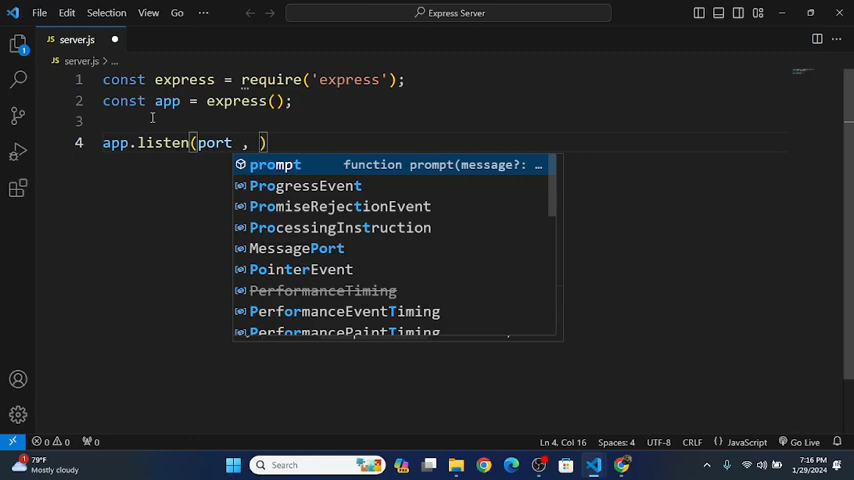 File Edit Selection View Go ··· Express Server
server.js
server.js > ...
1 const express = require('express');
2 const app = express();
3
4 app.listen(port , )
prompt function prompt(message?: …
ProgressEvent
PromiseRejectionEvent
ProcessingInstruction
MessagePort
PointerEvent
PerformanceTiming
PerformanceEventTiming
PerformancePaintTiming
1
0 0 0 Ln 4, Col 16 Spaces: 4 UTF-8 CRLF {} JavaScript Go Live
79°F
Mostly cloudy
Search
7:16 PM
1/29/2024